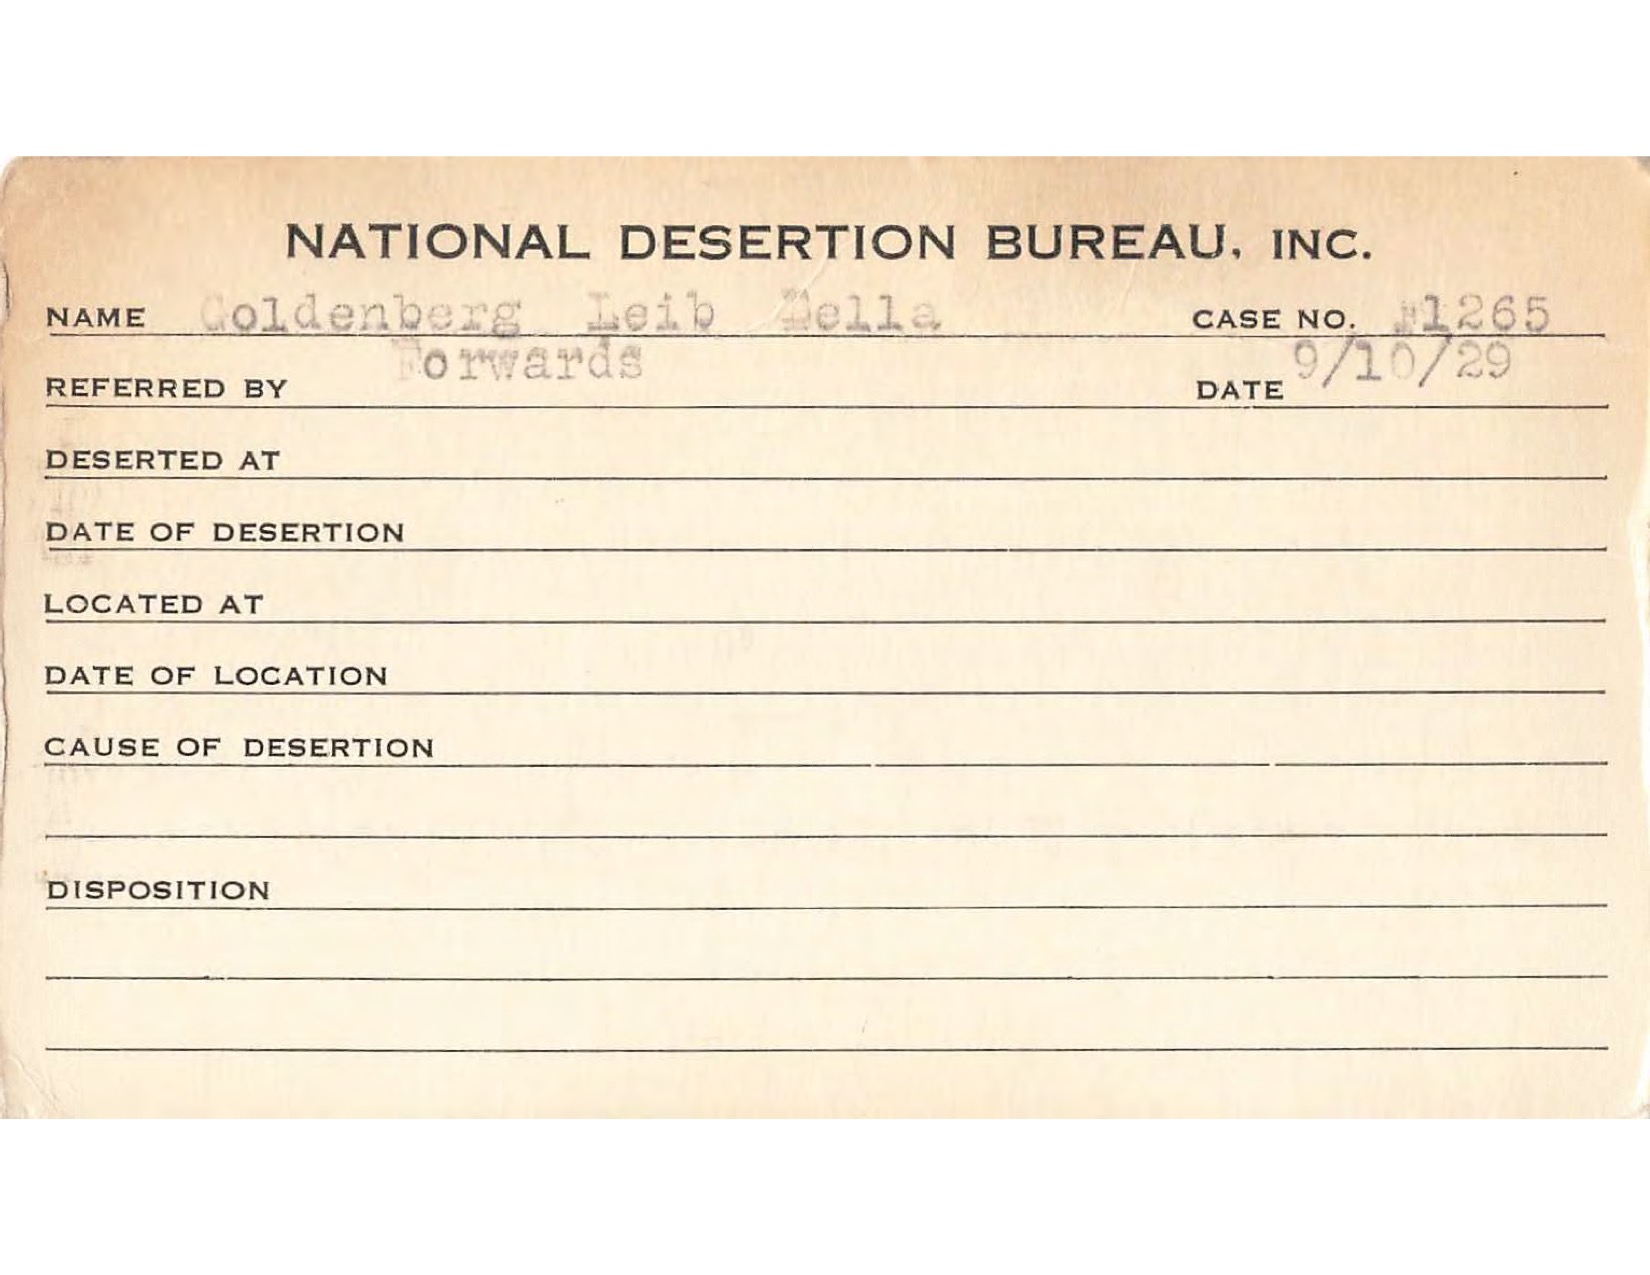 NATIONAL DESERTION BUREAU, INC.
NAME Goldenberg Leib Della CASE NO. #1265
REFERRED BY Forwards DATE 9/10/29
DESERTED AT
DATE OF DESERTION
LOCATED AT
DATE OF LOCATION
CAUSE OF DESERTION
DISPOSITION